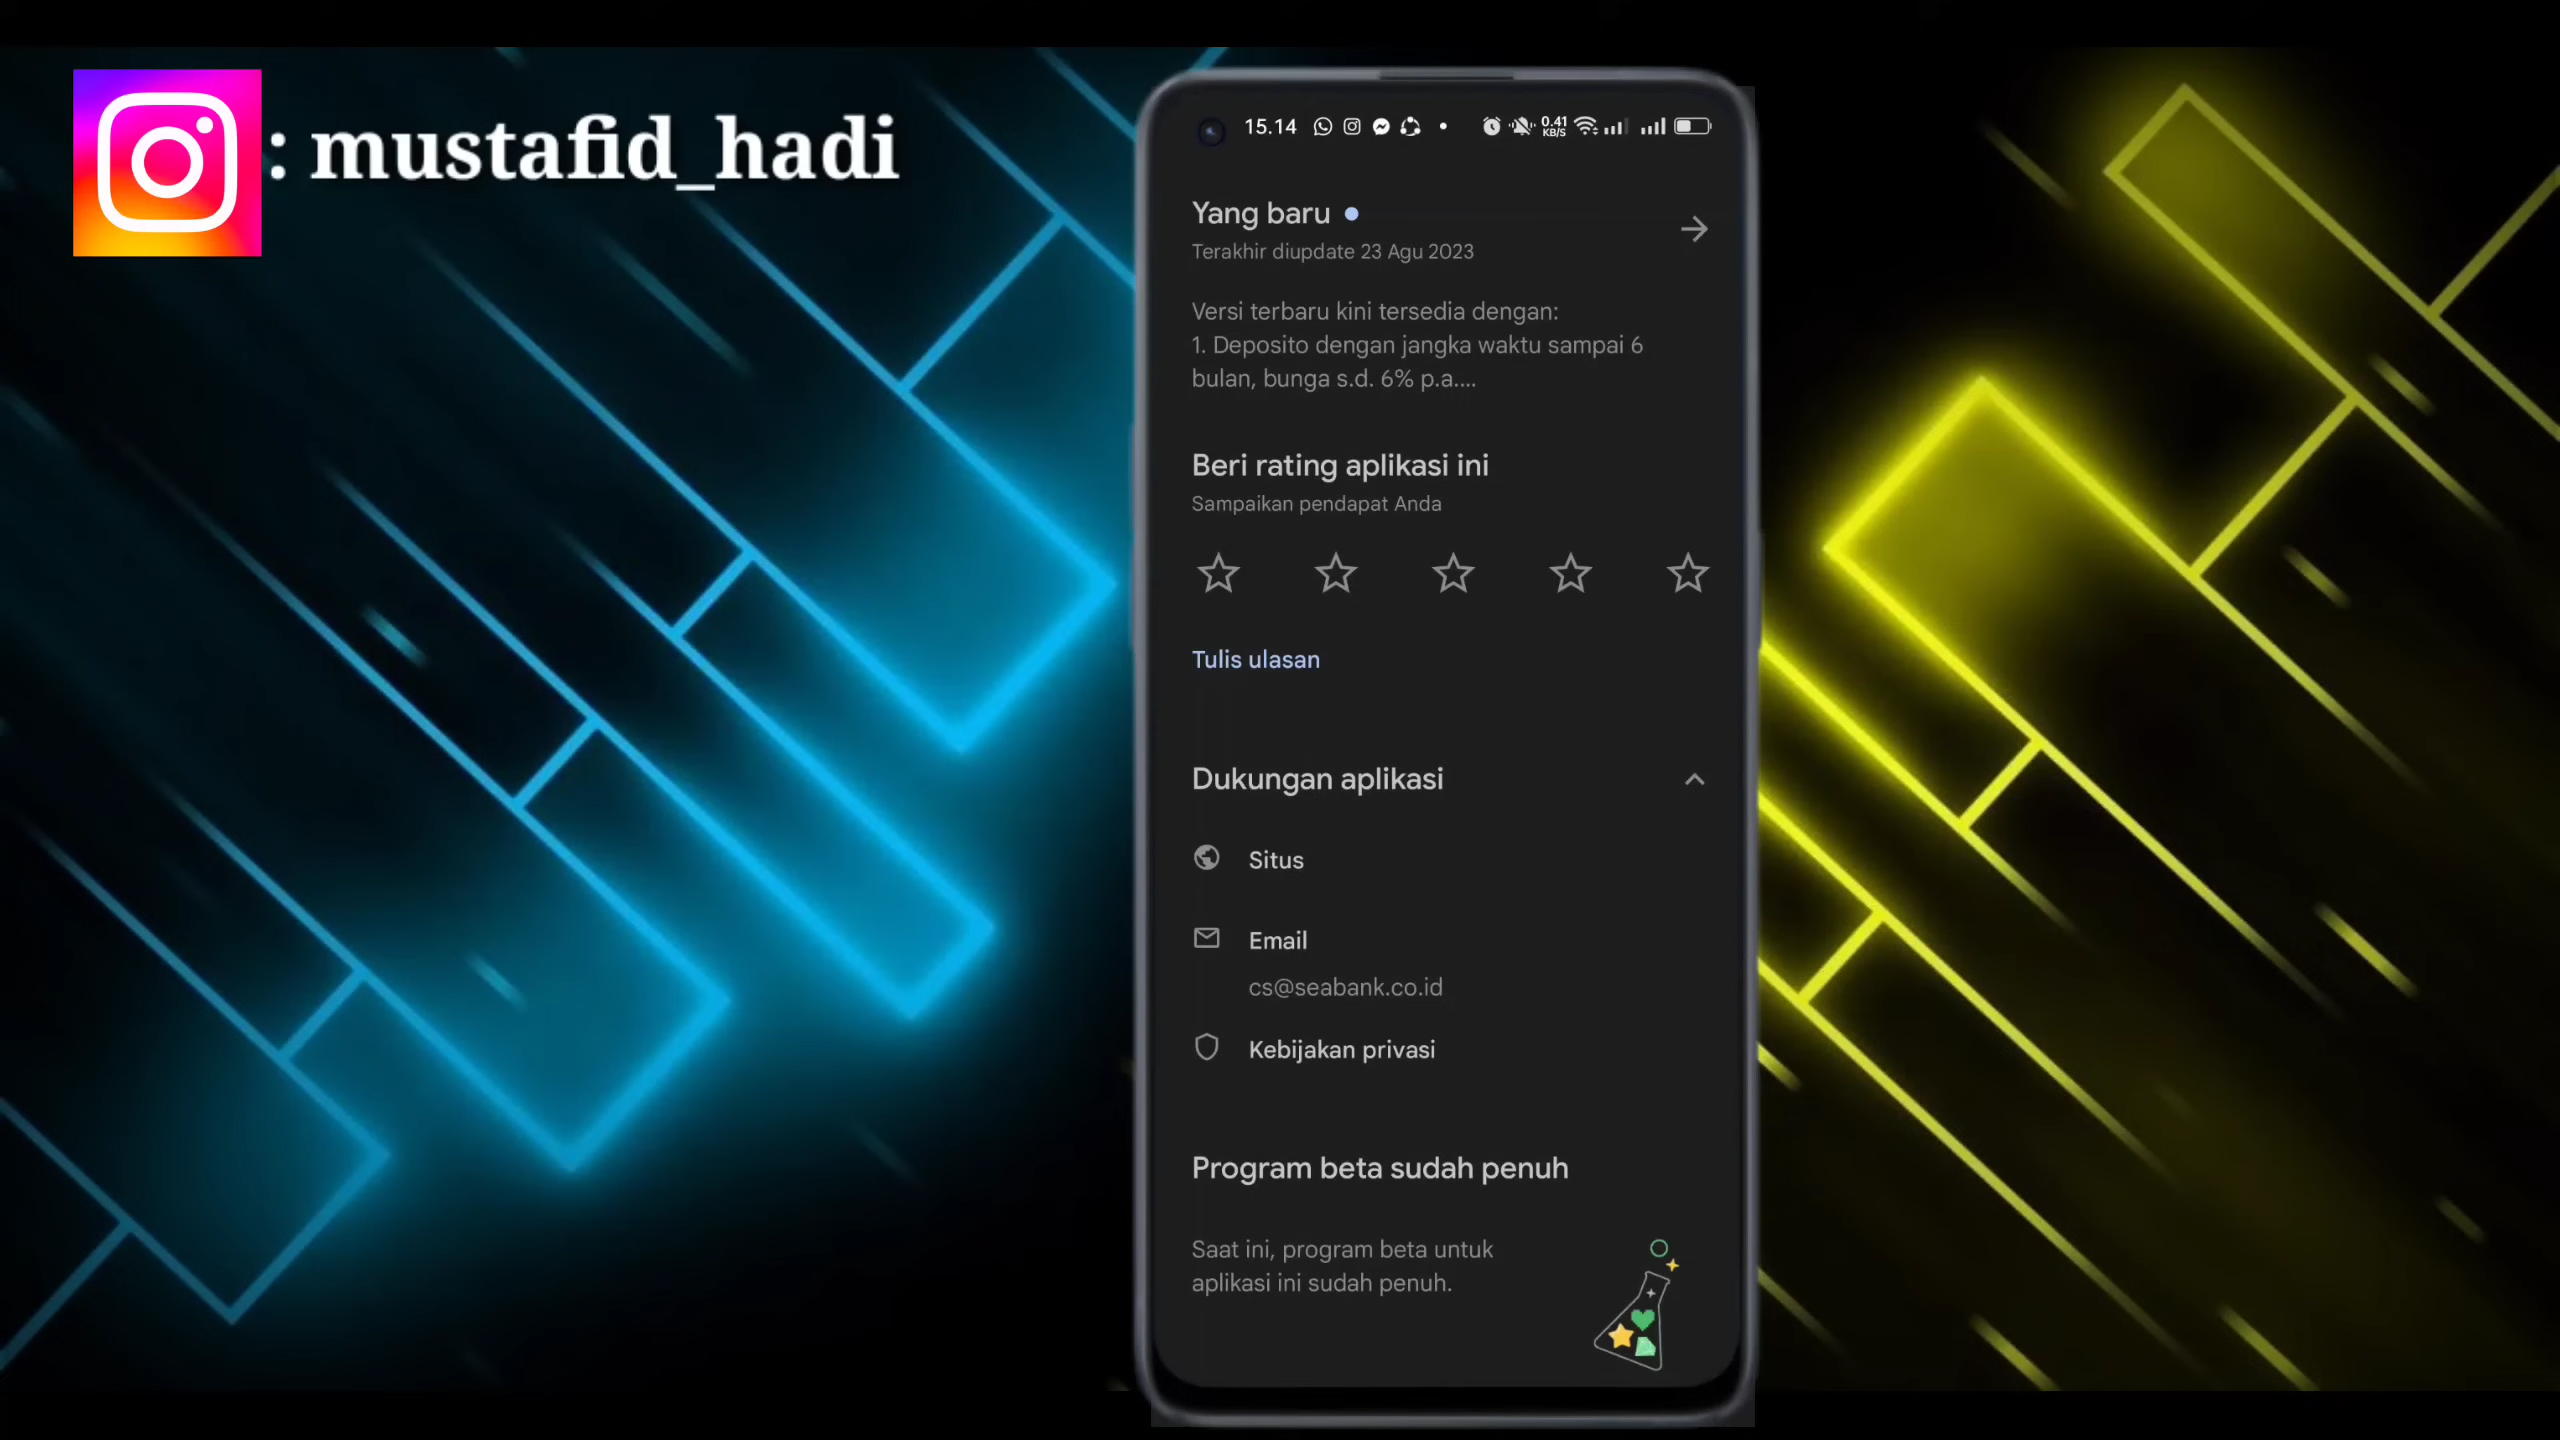 : mustafid_hadi
15.14
0.41
KB/S
Yang baru
Terakhir diupdate 23 Agu 2023
Versi terbaru kini tersedia dengan:
1. Deposito dengan jangka waktu sampai 6
bulan, bunga s.d. 6% p.a....
Beri rating aplikasi ini
Sampaikan pendapat Anda
Tulis ulasan
Dukungan aplikasi
Situs
Email
cs@seabank.co.id
Kebijakan privasi
Program beta sudah penuh
Saat ini, program beta untuk
aplikasi ini sudah penuh.